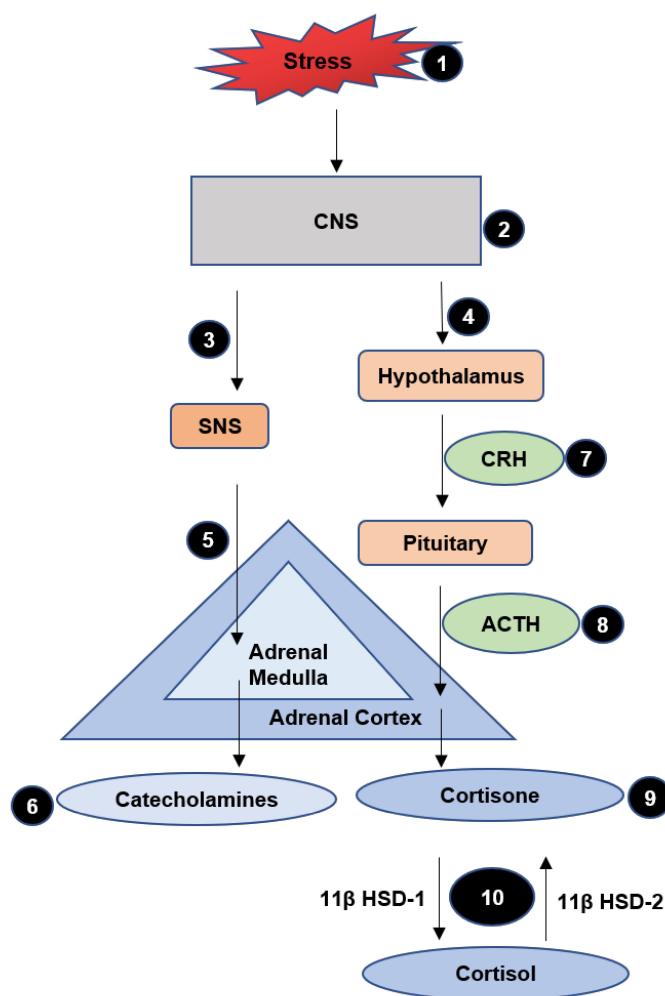 Stress
1
CNS
2
3
4
Hypothalamus
SNS
CRH
7
5
Pituitary
ACTH
8
Adrenal
Medulla
Adrenal Cortex
6
Catecholamines
Cortisone
9
11β HSD-1
10
11β HSD-2
Cortisol